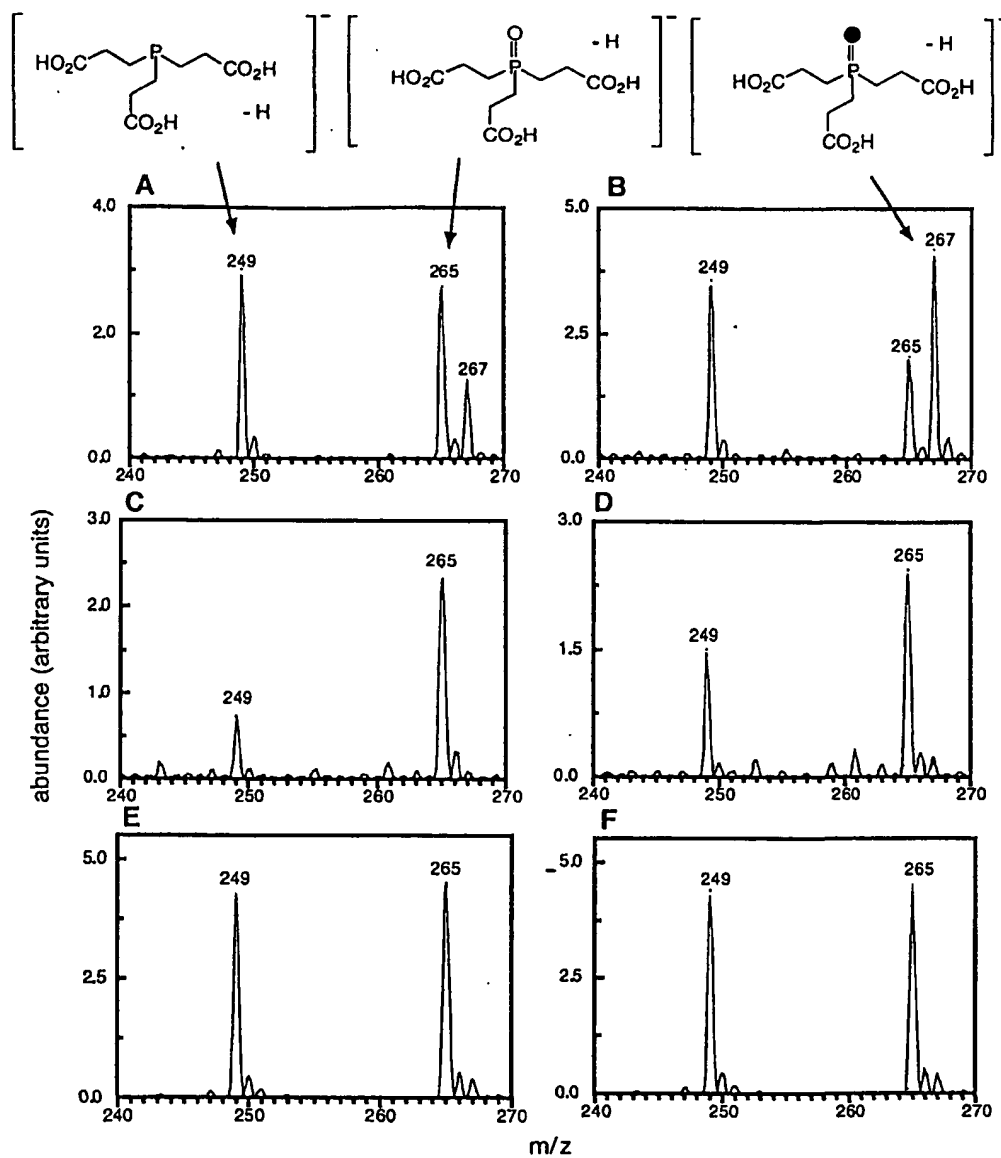 P O
HO₂C CO₂H - H HO₂C P CO₂H - H HO₂C P CO₂H - H
CO₂H CO₂H CO₂H
A B
4.0 2.0 0.0
249 265 267
240 250 260 270
5.0 2.5 0.0
249 265 267
240 250 260 270
C D
3.0 2.0 1.0 0.0
249 265
240 250 260 270
3.0 1.5 0.0
249 265
240 250 260 270
E F
5.0 2.5 0.0
249 265
240 250 260 270
5.0 2.5 0.0
249 265
240 250 260 270
abundance (arbitrary units)
m/z